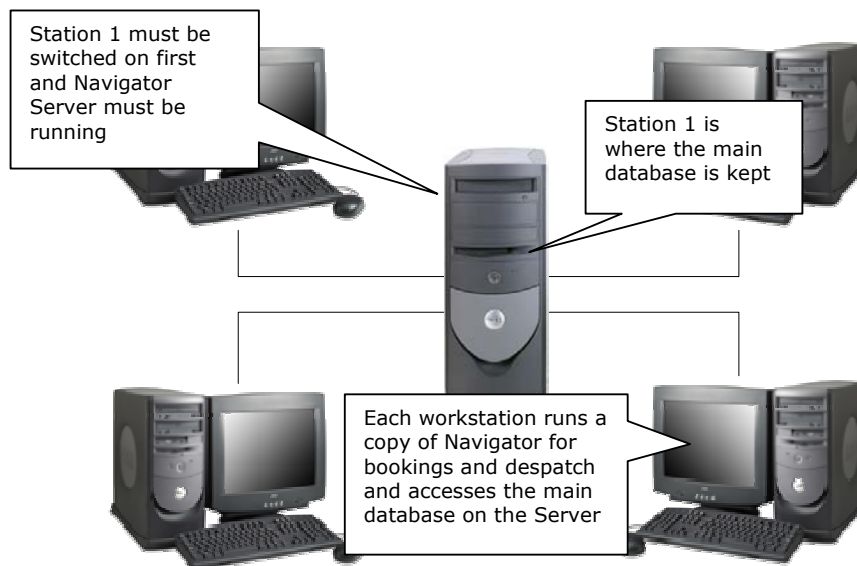 Station 1 must be
switched on first
and Navigator
Server must be
running
Station 1 is
where the main
database is kept
Each workstation runs a
copy of Navigator for
bookings and despatch
and accesses the main
database on the Server